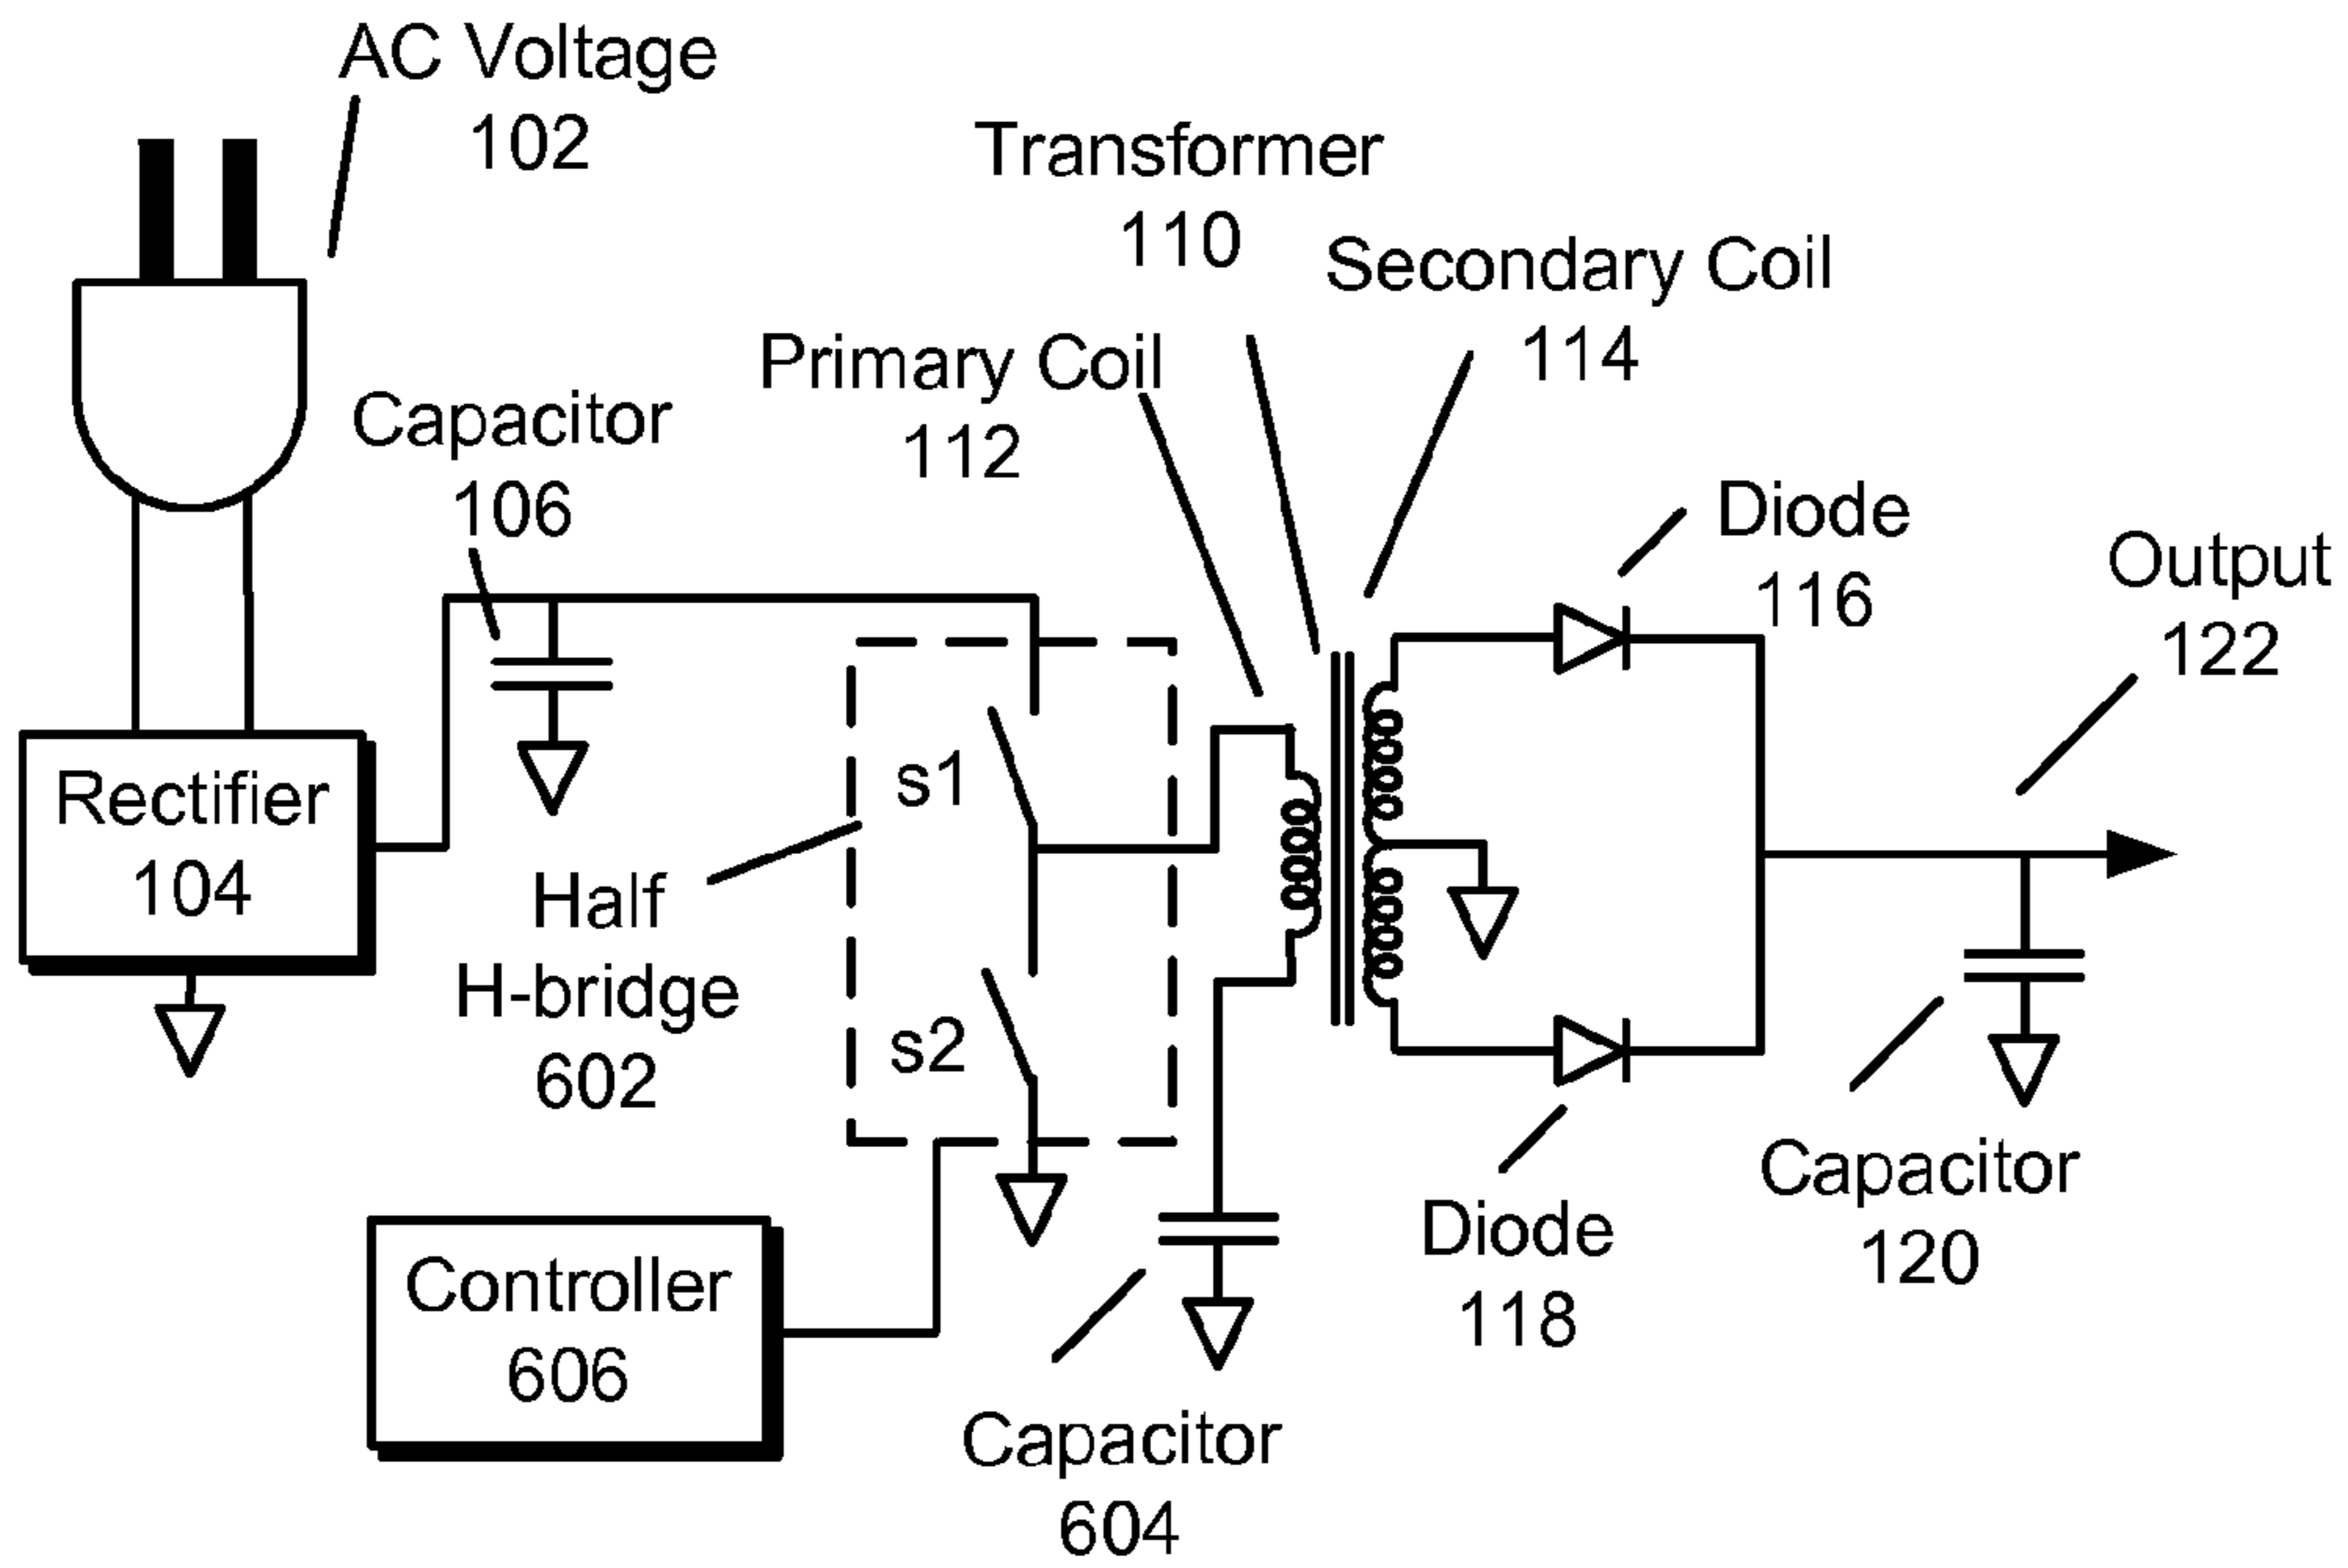 AC Voltage
102
Transformer
110
Secondary Coil
114
Primary Coil
112
Capacitor
106
Diode
116
Output
122
Rectifier
104
s1
Half
H-bridge
602
s2
Controller
606
Capacitor
604
Diode
118
Capacitor
120